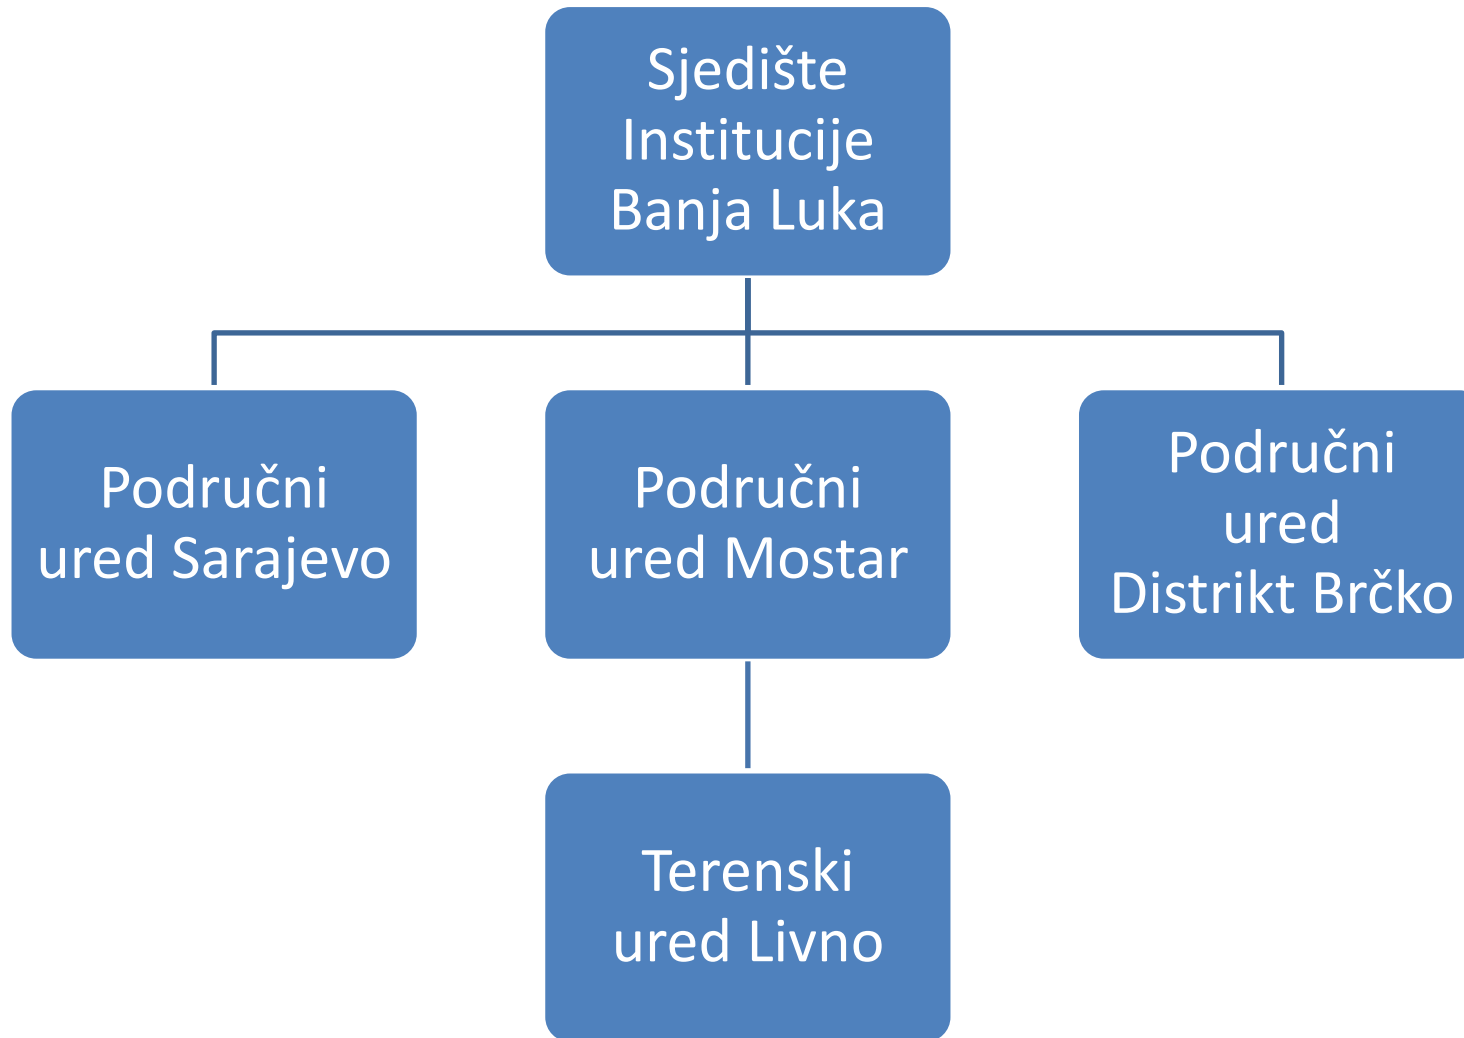 Sjedište
Institucije
Banja Luka
Područni
ured Sarajevo
Područni
ured Mostar
Područni
ured
Distrikt Brčko
Terenski
ured Livno